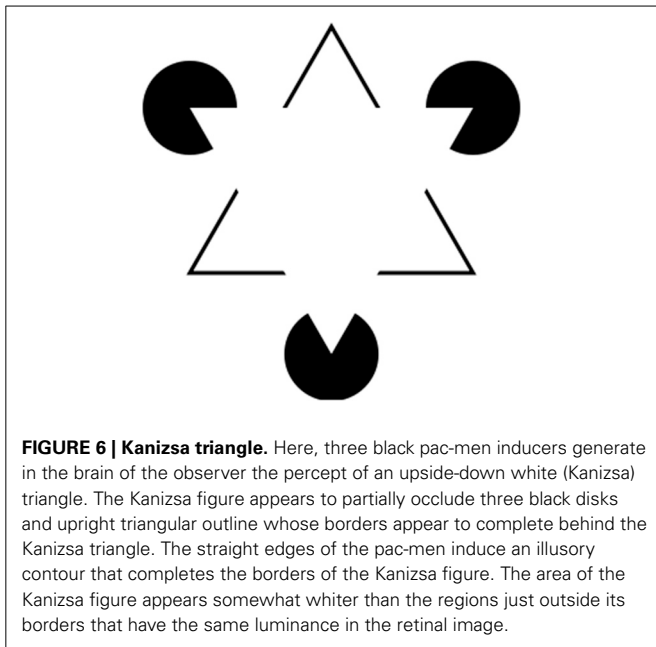 FIGURE 6 | Kanizsa triangle. Here, three black pac-men inducers generate
in the brain of the observer the percept of an upside-down white (Kanizsa)
triangle. The Kanizsa figure appears to partially occlude three black disks
and upright triangular outline whose borders appear to complete behind the
Kanizsa triangle. The straight edges of the pac-men induce an illusory
contour that completes the borders of the Kanizsa figure. The area of the
Kanizsa figure appears somewhat whiter than the regions just outside its
borders that have the same luminance in the retinal image.